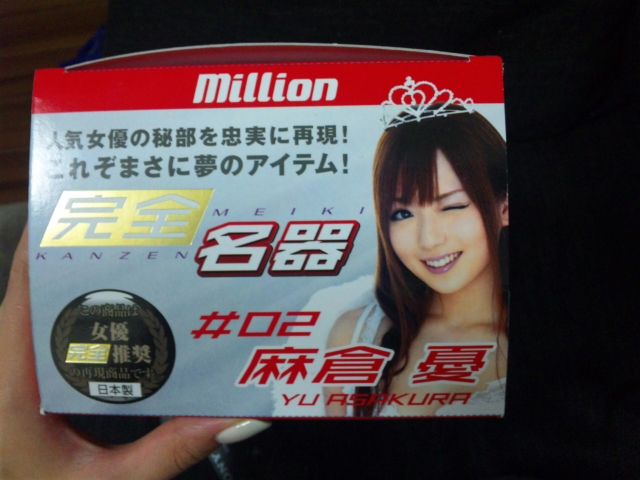 million
人気女優の秘部を忠実に再現!
これぞまさに夢のアイテム!
完全
MEIKI
KANZEN
名器
この商品は
女優
完全推奨
の再現商品です
日本製
#02
麻倉 憂
YU ASAKURA